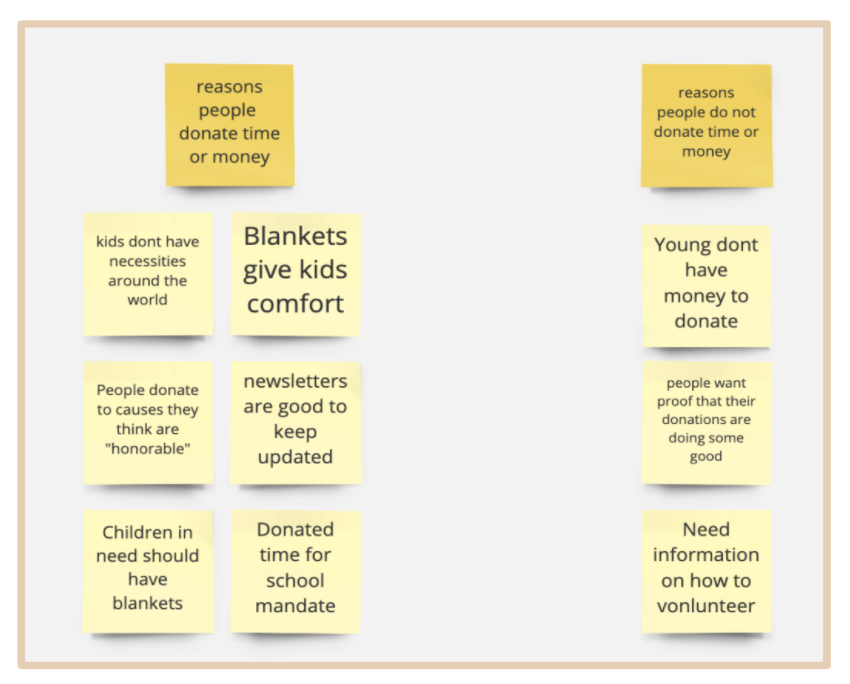 reasons
people
donate time
or money
reasons
people do not
donate time or
money
kids dont have
necessities
around the
world
Blankets
give kids
comfort
Young dont
have
money to
donate
People donate
to causes they
think are
"honorable"
newsletters
are good to
keep
updated
people want
proof that their
donations are
doing some
good
Children in
need should
have
blankets
Donated
time for
school
mandate
Need
information
on how to
vonlunteer